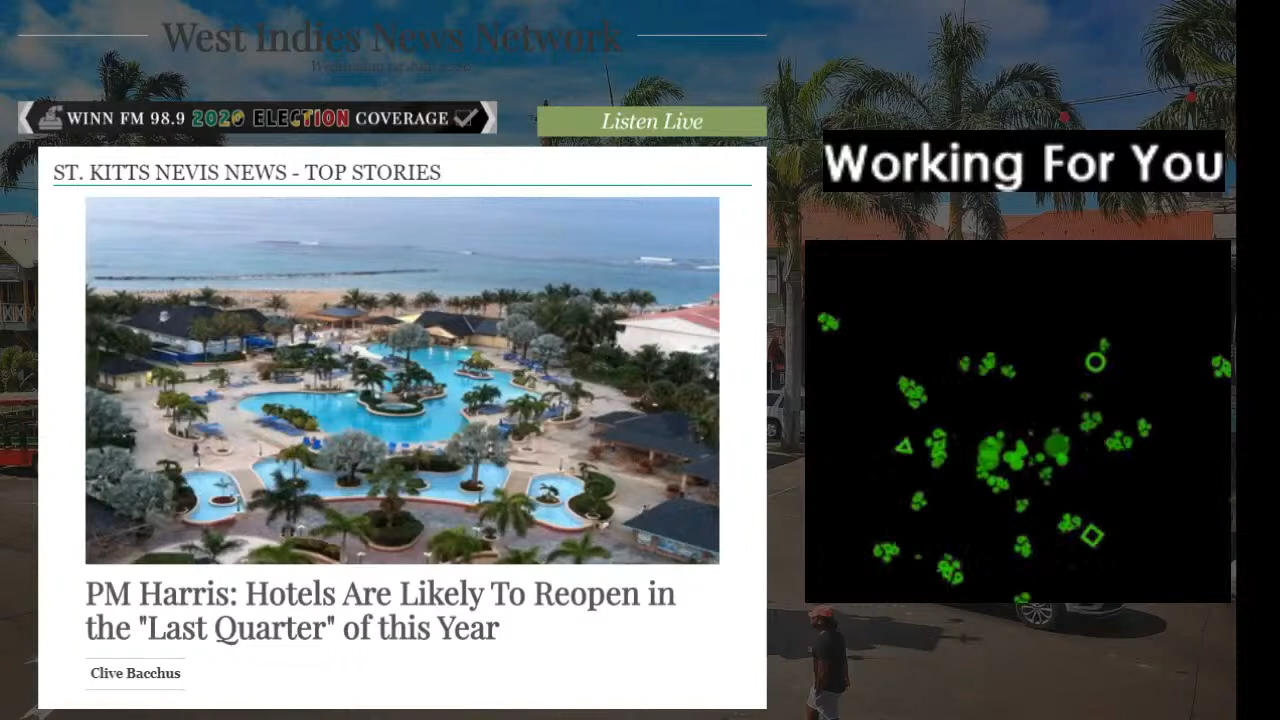 West Indies News Network
WINN FM 98.9 2020 ELECTION COVERAGE
Listen Live
Working For You
ST. KITTS NEVIS NEWS - TOP STORIES
PM Harris: Hotels Are Likely To Reopen in
the "Last Quarter" of this Year
Clive Bacchus